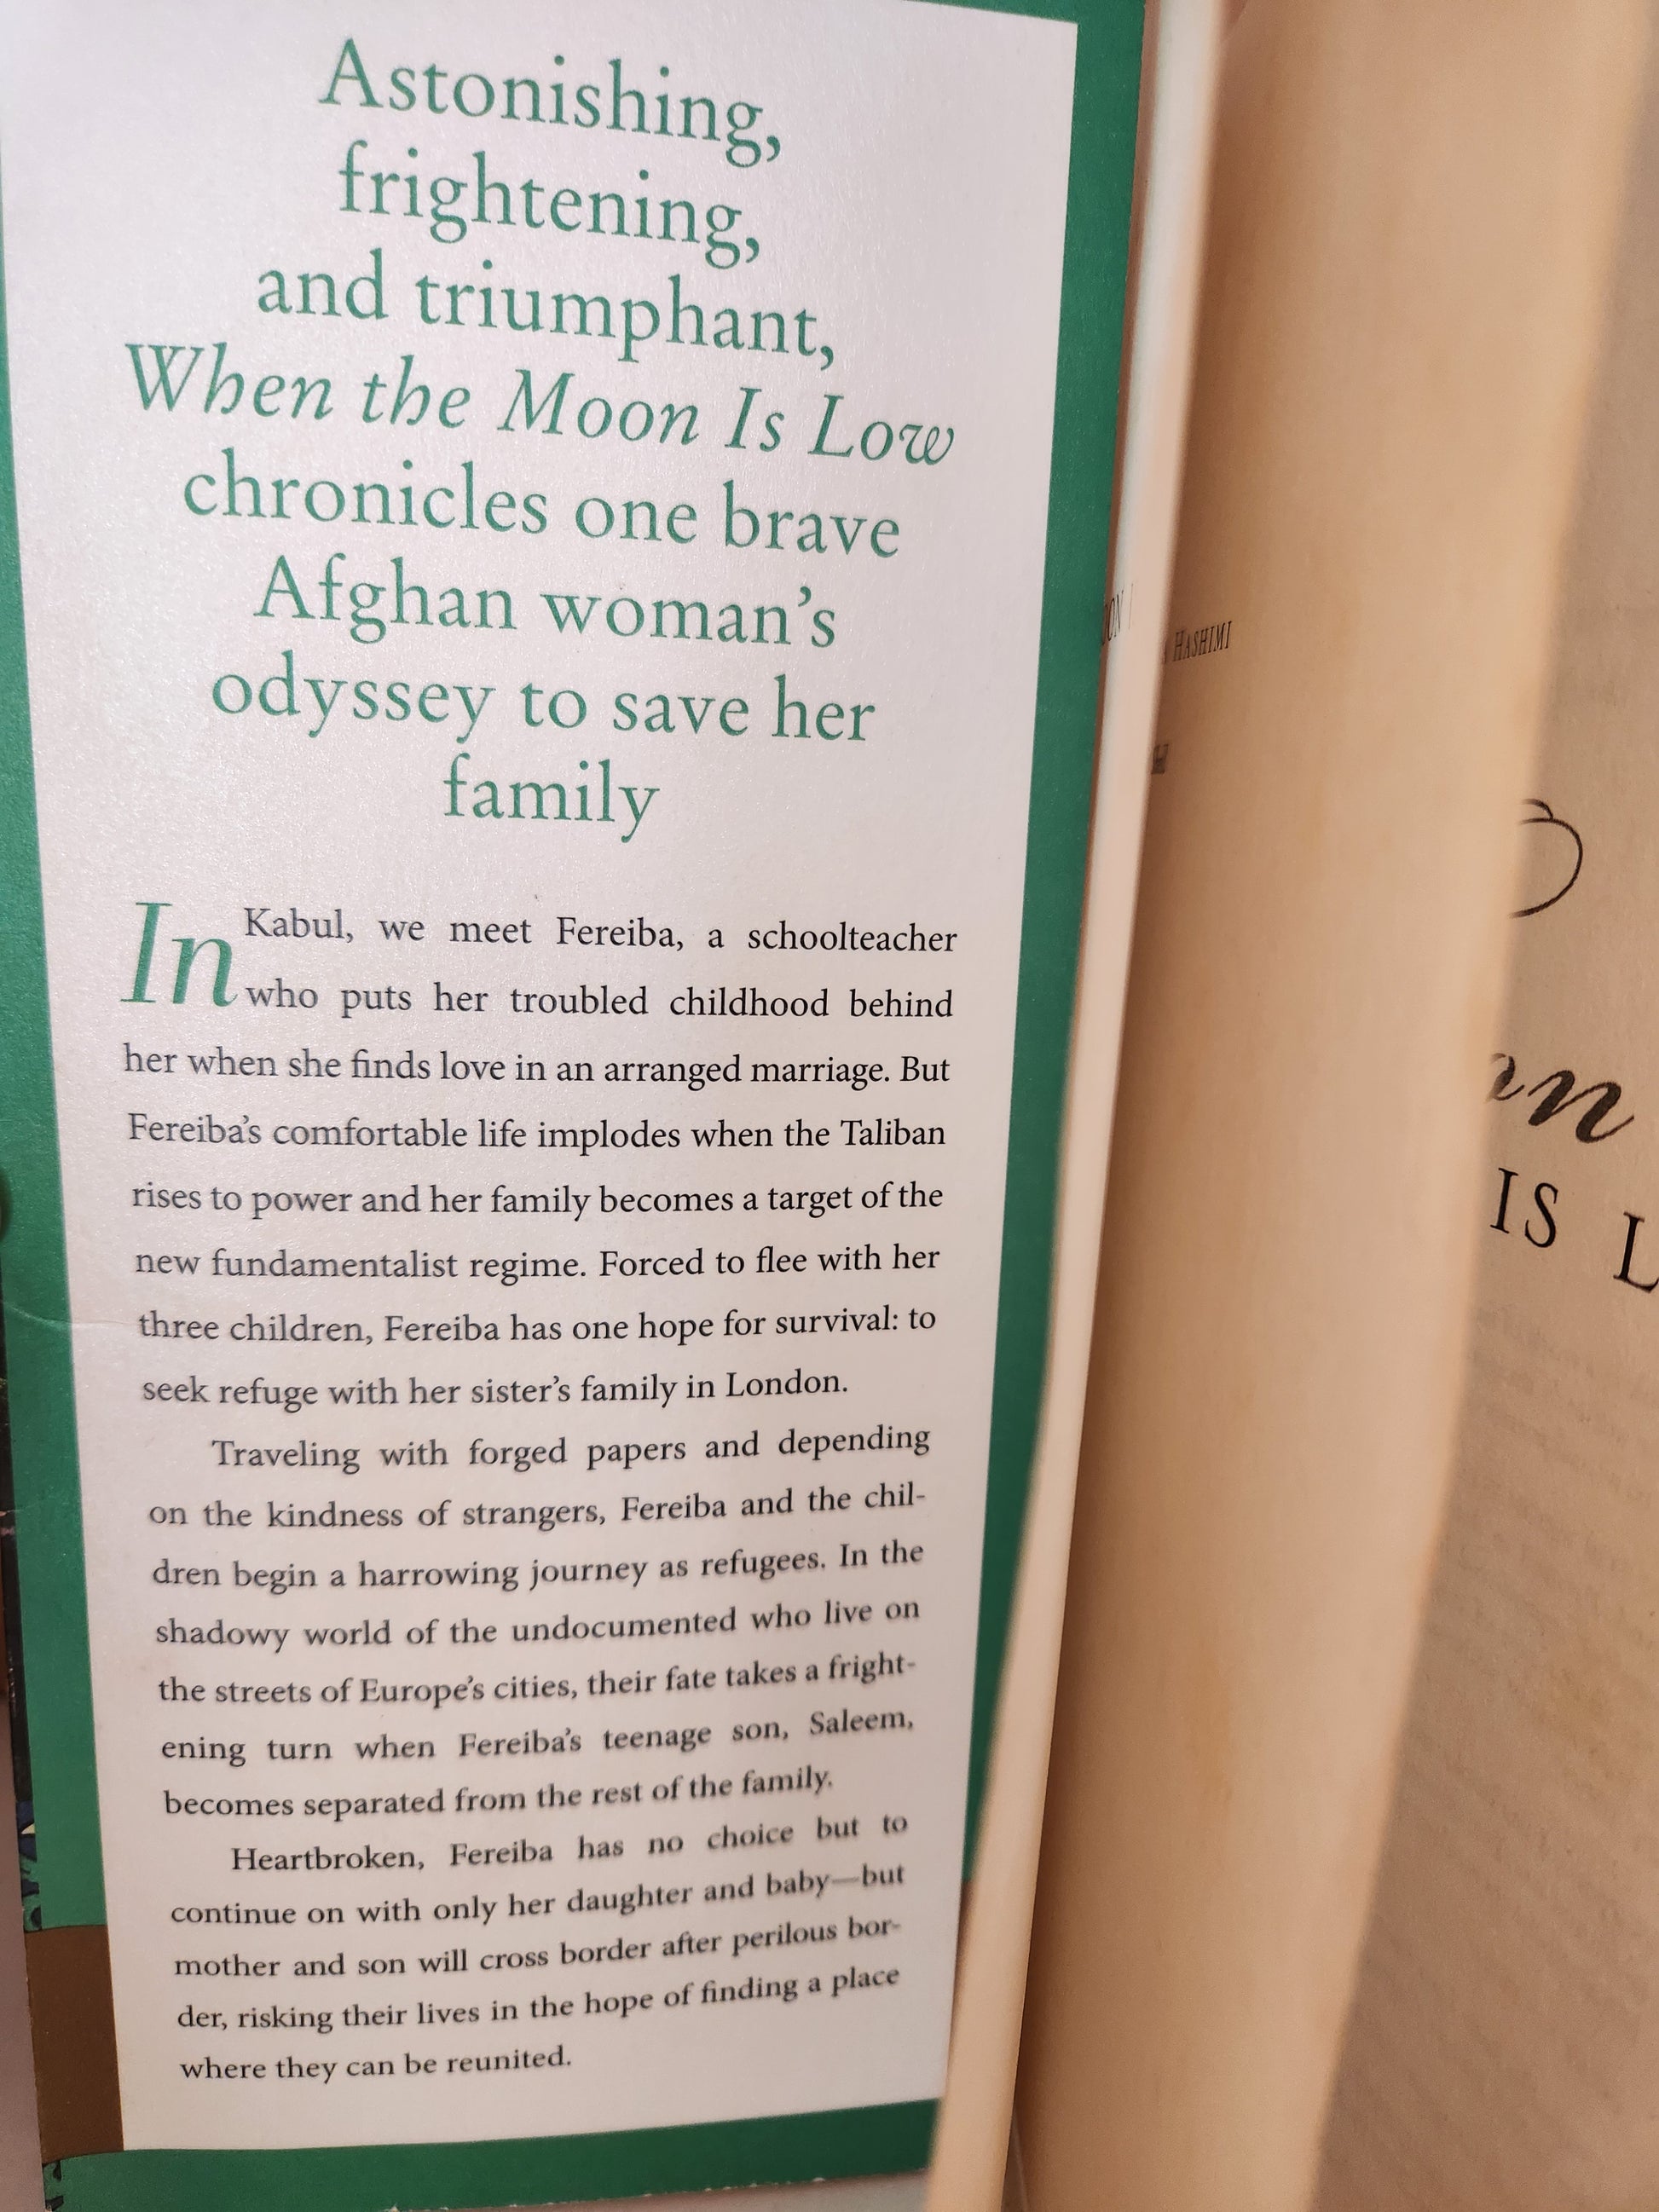 Astonishing,
frightening,
and triumphant,
When the Moon Is Low
chronicles one brave
Afghan woman's
odyssey to save her
family
In Kabul, we meet Fereiba, a schoolteacher
who puts her troubled childhood behind
her when she finds love in an arranged marriage. But
Fereiba's comfortable life implodes when the Taliban
rises to power and her family becomes a target of the
new fundamentalist regime. Forced to flee with her
three children, Fereiba has one hope for survival: to
seek refuge with her sister's family in London.
Traveling with forged papers and depending
on the kindness of strangers, Fereiba and the chil-
dren begin a harrowing journey as refugees. In the
shadowy world of the undocumented who live on
the streets of Europe's cities, their fate takes a fright-
ening turn when Fereiba's teenage son, Saleem,
becomes separated from the rest of the family.
Heartbroken, Fereiba has no choice but to
continue on with only her daughter and baby—but
mother and son will cross border after perilous bor-
der, risking their lives in the hope of finding a place
where they can be reunited.
HASHIMI
IS L